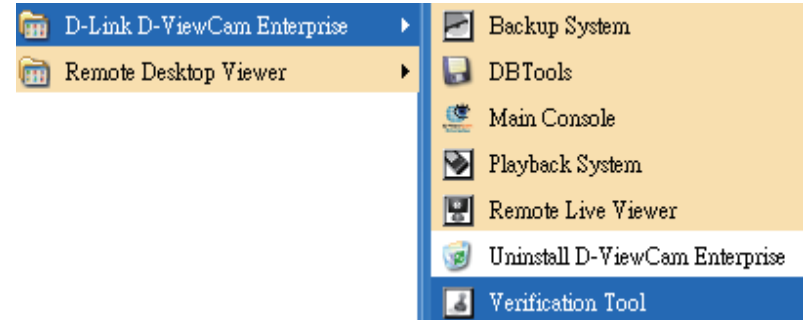 D-Link D-ViewCam Enterprise
Remote Desktop Viewer
Backup System
DBTools
Main Console
Playback System
Remote Live Viewer
Uninstall D-ViewCam Enterprise
Verification Tool